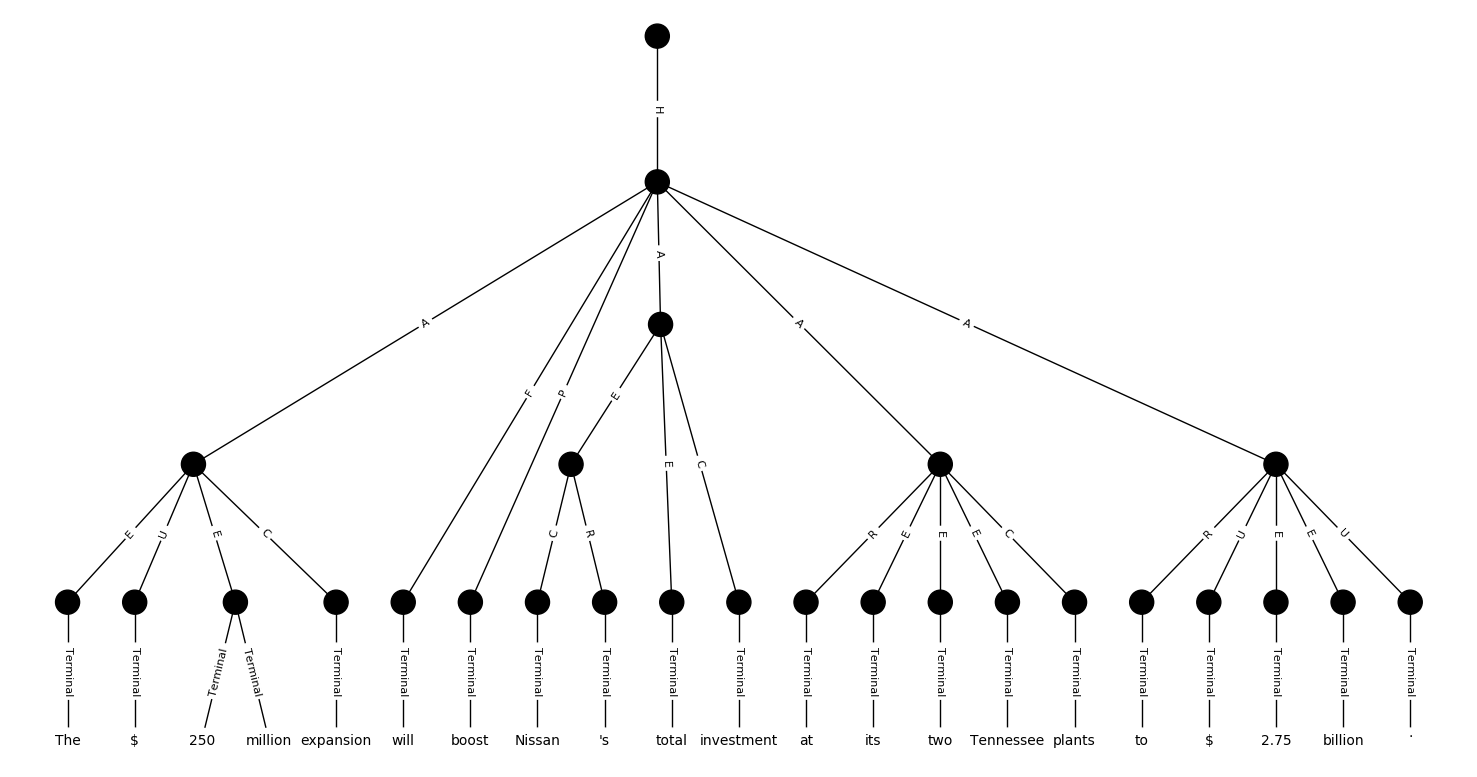 H
A
A
A
A
F
P
E
E
C
E
U
E
C
C
R
R
E
E
E
C
R
U
E
E
U
Terminal Terminal Terminal Terminal Terminal Terminal Terminal Terminal Terminal Terminal Terminal Terminal Terminal Terminal Terminal Terminal Terminal Terminal Terminal Terminal Terminal
The $ 250 million expansion will boost Nissan 's total investment at its two Tennessee plants to $ 2.75 billion .